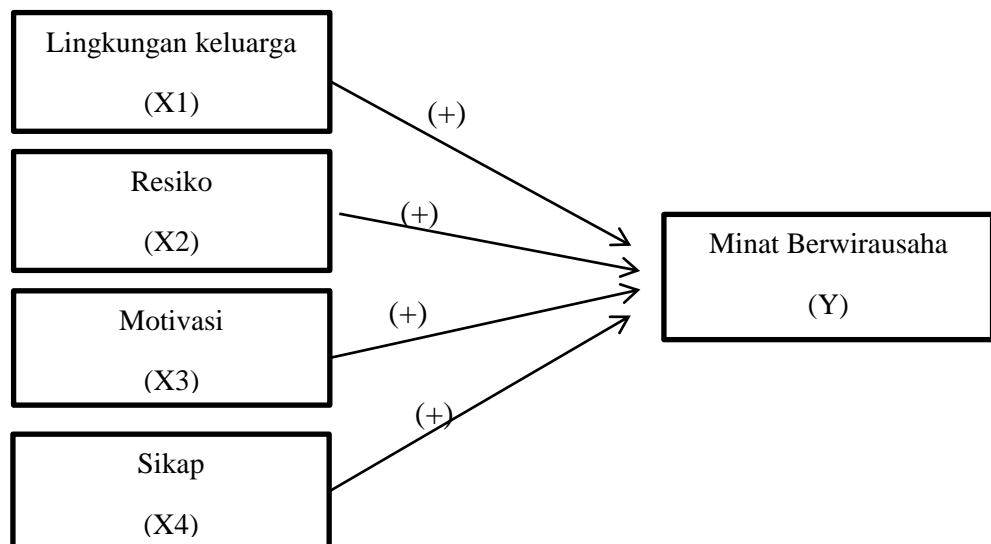 Lingkungan keluarga
(X1)
(+)
Resiko
(X2)
(+)
Motivasi
(X3)
(+)
Sikap
(X4)
(+)
Minat Berwirausaha
(Y)